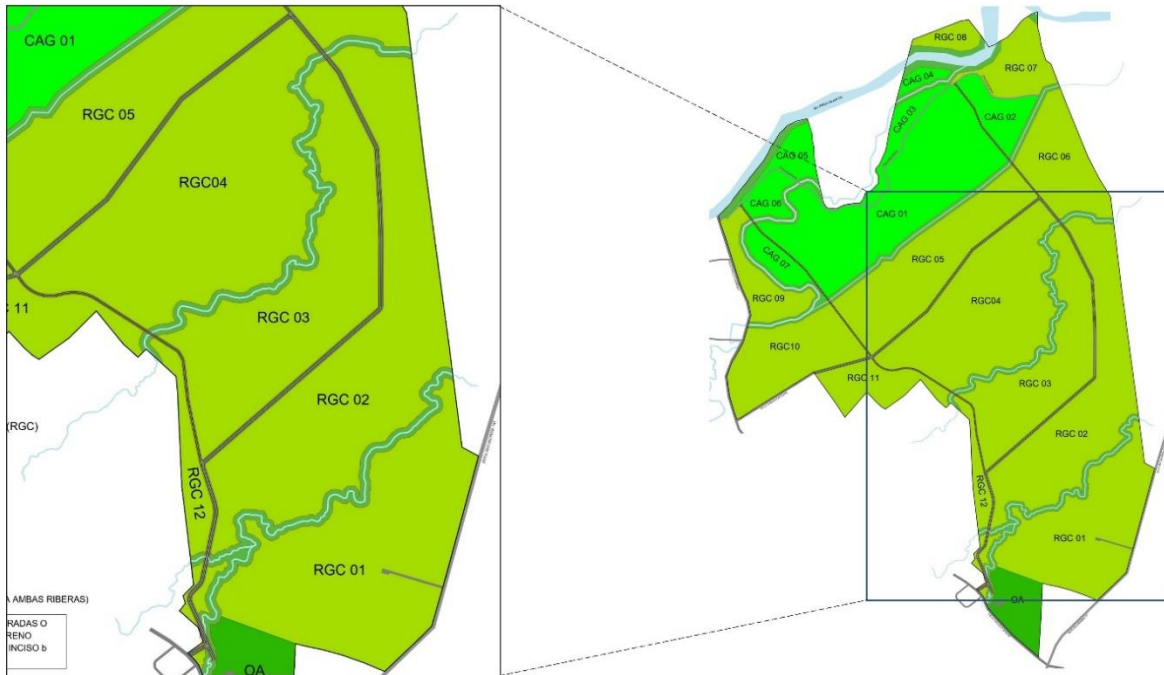 CAG 01
RGC 05
RGC04
RGC 03
C 11
RGC 02
(RGC)
RGC 12
RGC 01
A AMBAS RIBERAS)
RADAS O
RENO
INCISO b
OA
RGC 08
RGC 07
CAG 04
CAG 03
CAG 02
CAG 05
RGC 06
CAG 06
CAG 01
CAG 07
RGC 05
RGC 09
RGC04
RGC10
RGC 11
RGC 03
RGC 02
RGC 12
RGC 01
OA